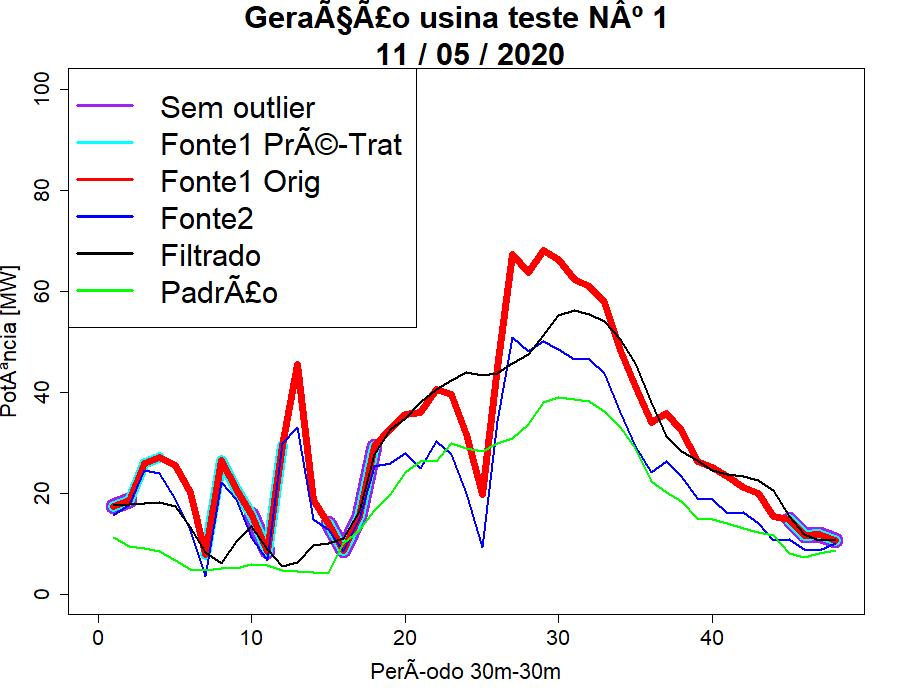 GeraÃ§Ã£o usina teste NÂº 1
11 / 05 / 2020
Sem outlier
Fonte1 PrÃ©-Trat
Fonte1 Orig
Fonte2
Filtrado
PadrÃ£o
PotÃªncia [MW]
100
80
60
40
20
0
0 10 20 30 40
PerÃ-odo 30m-30m